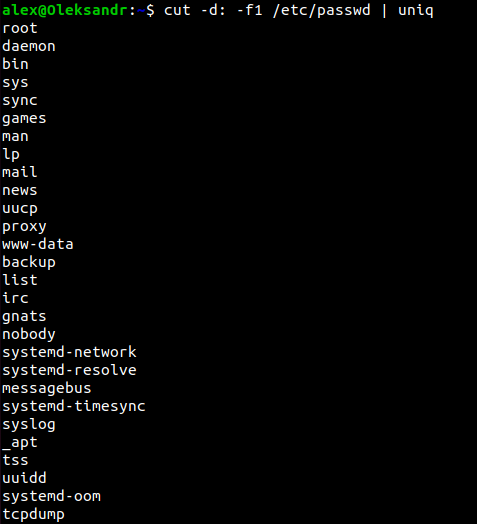 alex@Oleksandr:~$ cut -d: -f1 /etc/passwd | uniq
root
daemon
bin
sys
sync
games
man
lp
mail
news
uucp
proxy
www-data
backup
list
irc
gnats
nobody
systemd-network
systemd-resolve
messagebus
systemd-timesync
syslog
_apt
tss
uuidd
systemd-oom
tcpdump